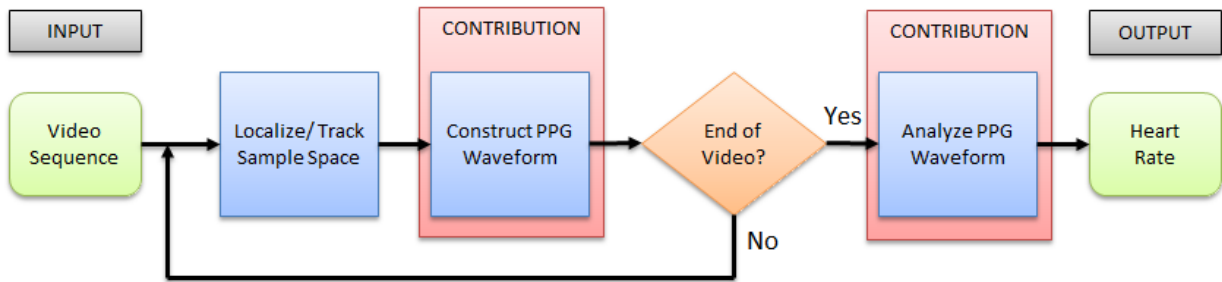 INPUT
CONTRIBUTION
CONTRIBUTION
OUTPUT
Video
Sequence
Localize/ Track
Sample Space
Construct PPG
Waveform
End of
Video?
Yes
No
Analyze PPG
Waveform
Heart
Rate